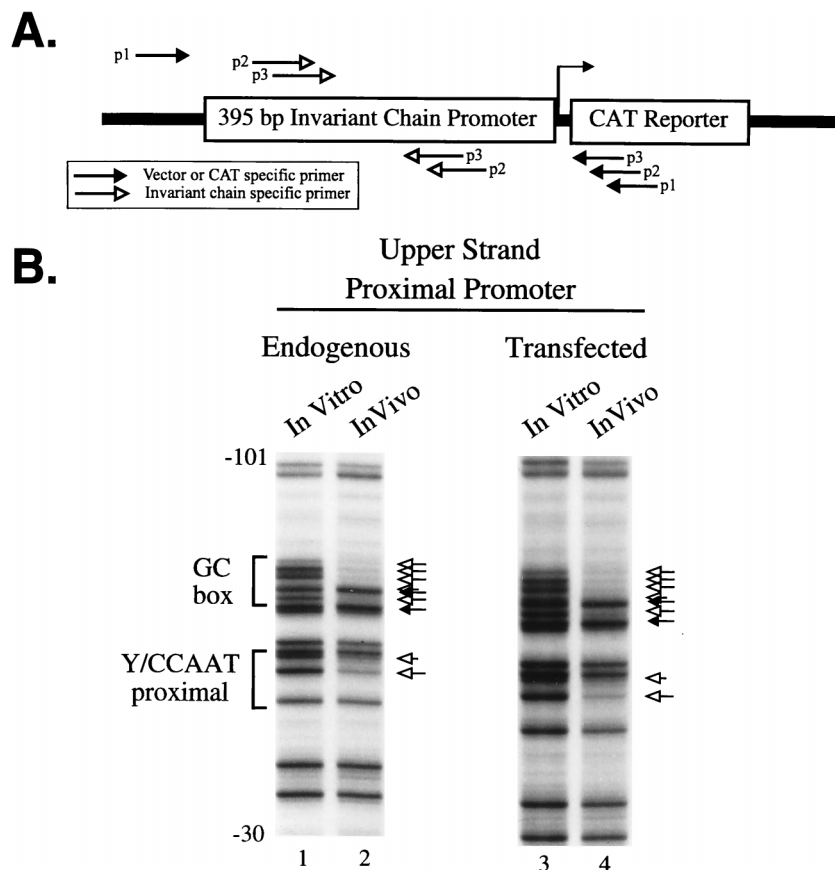 A.
p1
p2
p3
395 bp Invariant Chain Promoter
CAT Reporter
p3
p2
p3
p2
p1
Vector or CAT specific primer
Invariant chain specific primer
B.
Upper Strand
Proximal Promoter
Endogenous
Transfected
In Vitro
InVivo
In Vitro
InVivo
-101
GC
box
Y/CCAAT
proximal
-30
1
2
3
4